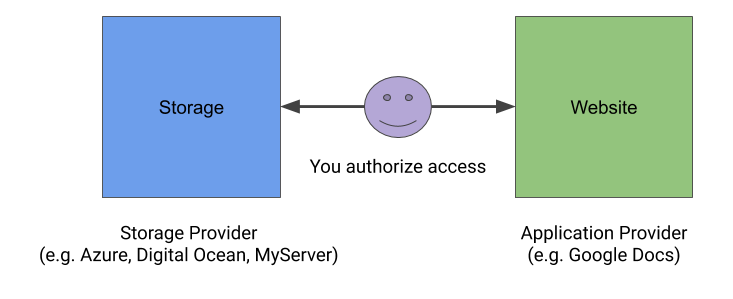 Storage
Website
You authorize access
Storage Provider
(e.g. Azure, Digital Ocean, MyServer)
Application Provider
(e.g. Google Docs)